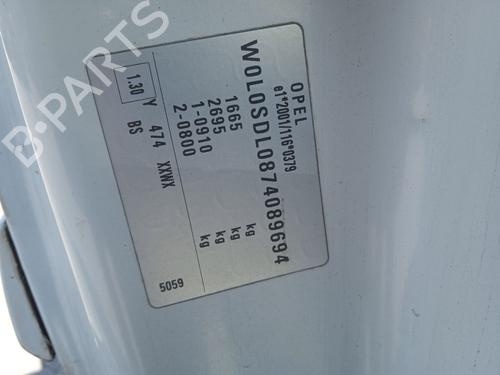 OPEL
e1*2001/116*0379
W0L0SDL0874089694
1665 kg
2695 kg
1-0910 kg
2-0800 kg
1.30 Y 474 XXWX
BS
5059
B-PARTS